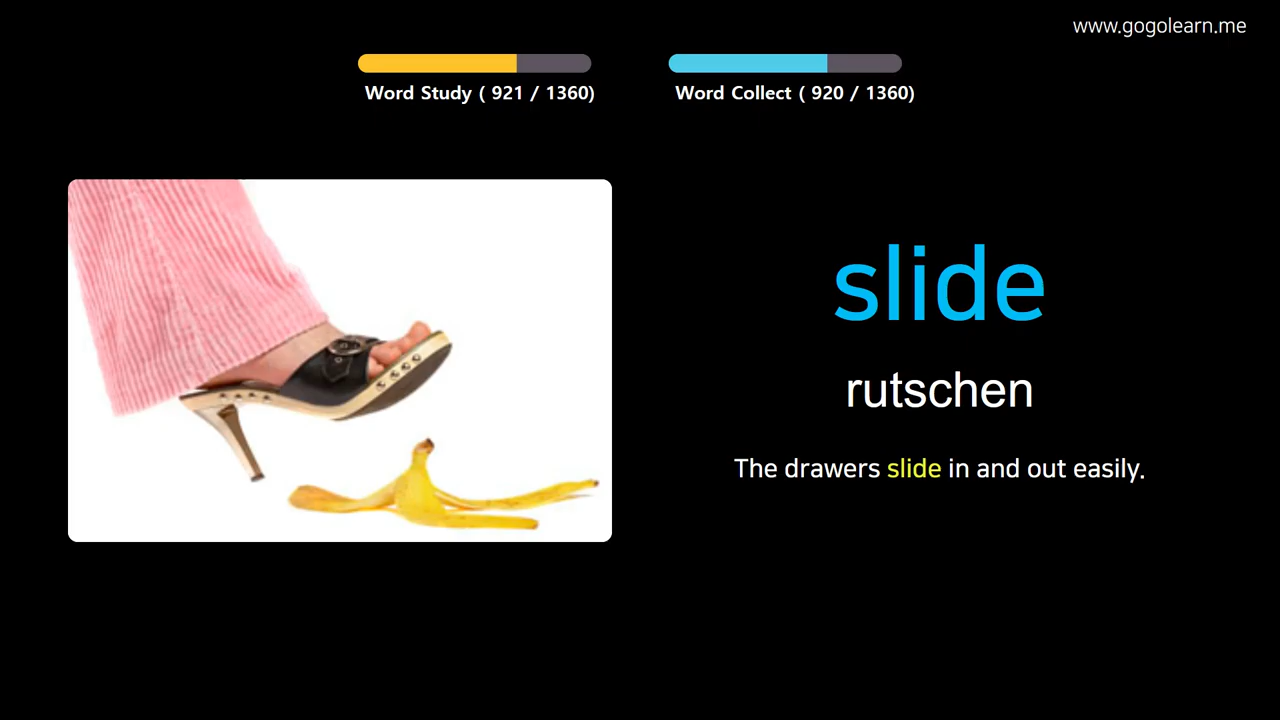 www.gogolearn.me
Word Study ( 921 / 1360)
Word Collect ( 920 / 1360)
slide
rutschen
The drawers slide in and out easily.